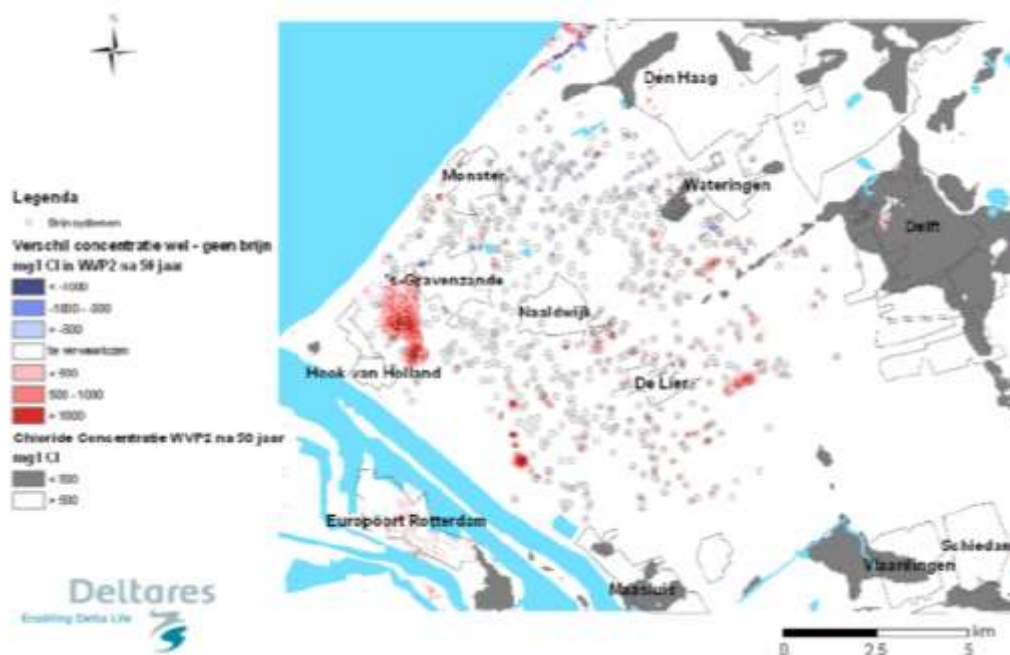 N
Den Haag
Monster
Wateringen
Delft
's-Gravenzande
Naaldwijk
Hoek van Holland
De Lier
Europoort Rotterdam
Maasluis
Vlaardingen
Schiedam
Legenda
Brijnsystemen
Verschil concentratie wel - geen brijn
mg/l Cl in WVP2 na 50 jaar
< -1000
-1000 - -500
> -500
te verwaarlozen
< 500
500 - 1000
> 1000
Chloride Concentratie WVP2 na 50 jaar
mg/l Cl
< 500
> 500
Deltares
Enabling Delta Life
km
0 2.5 5